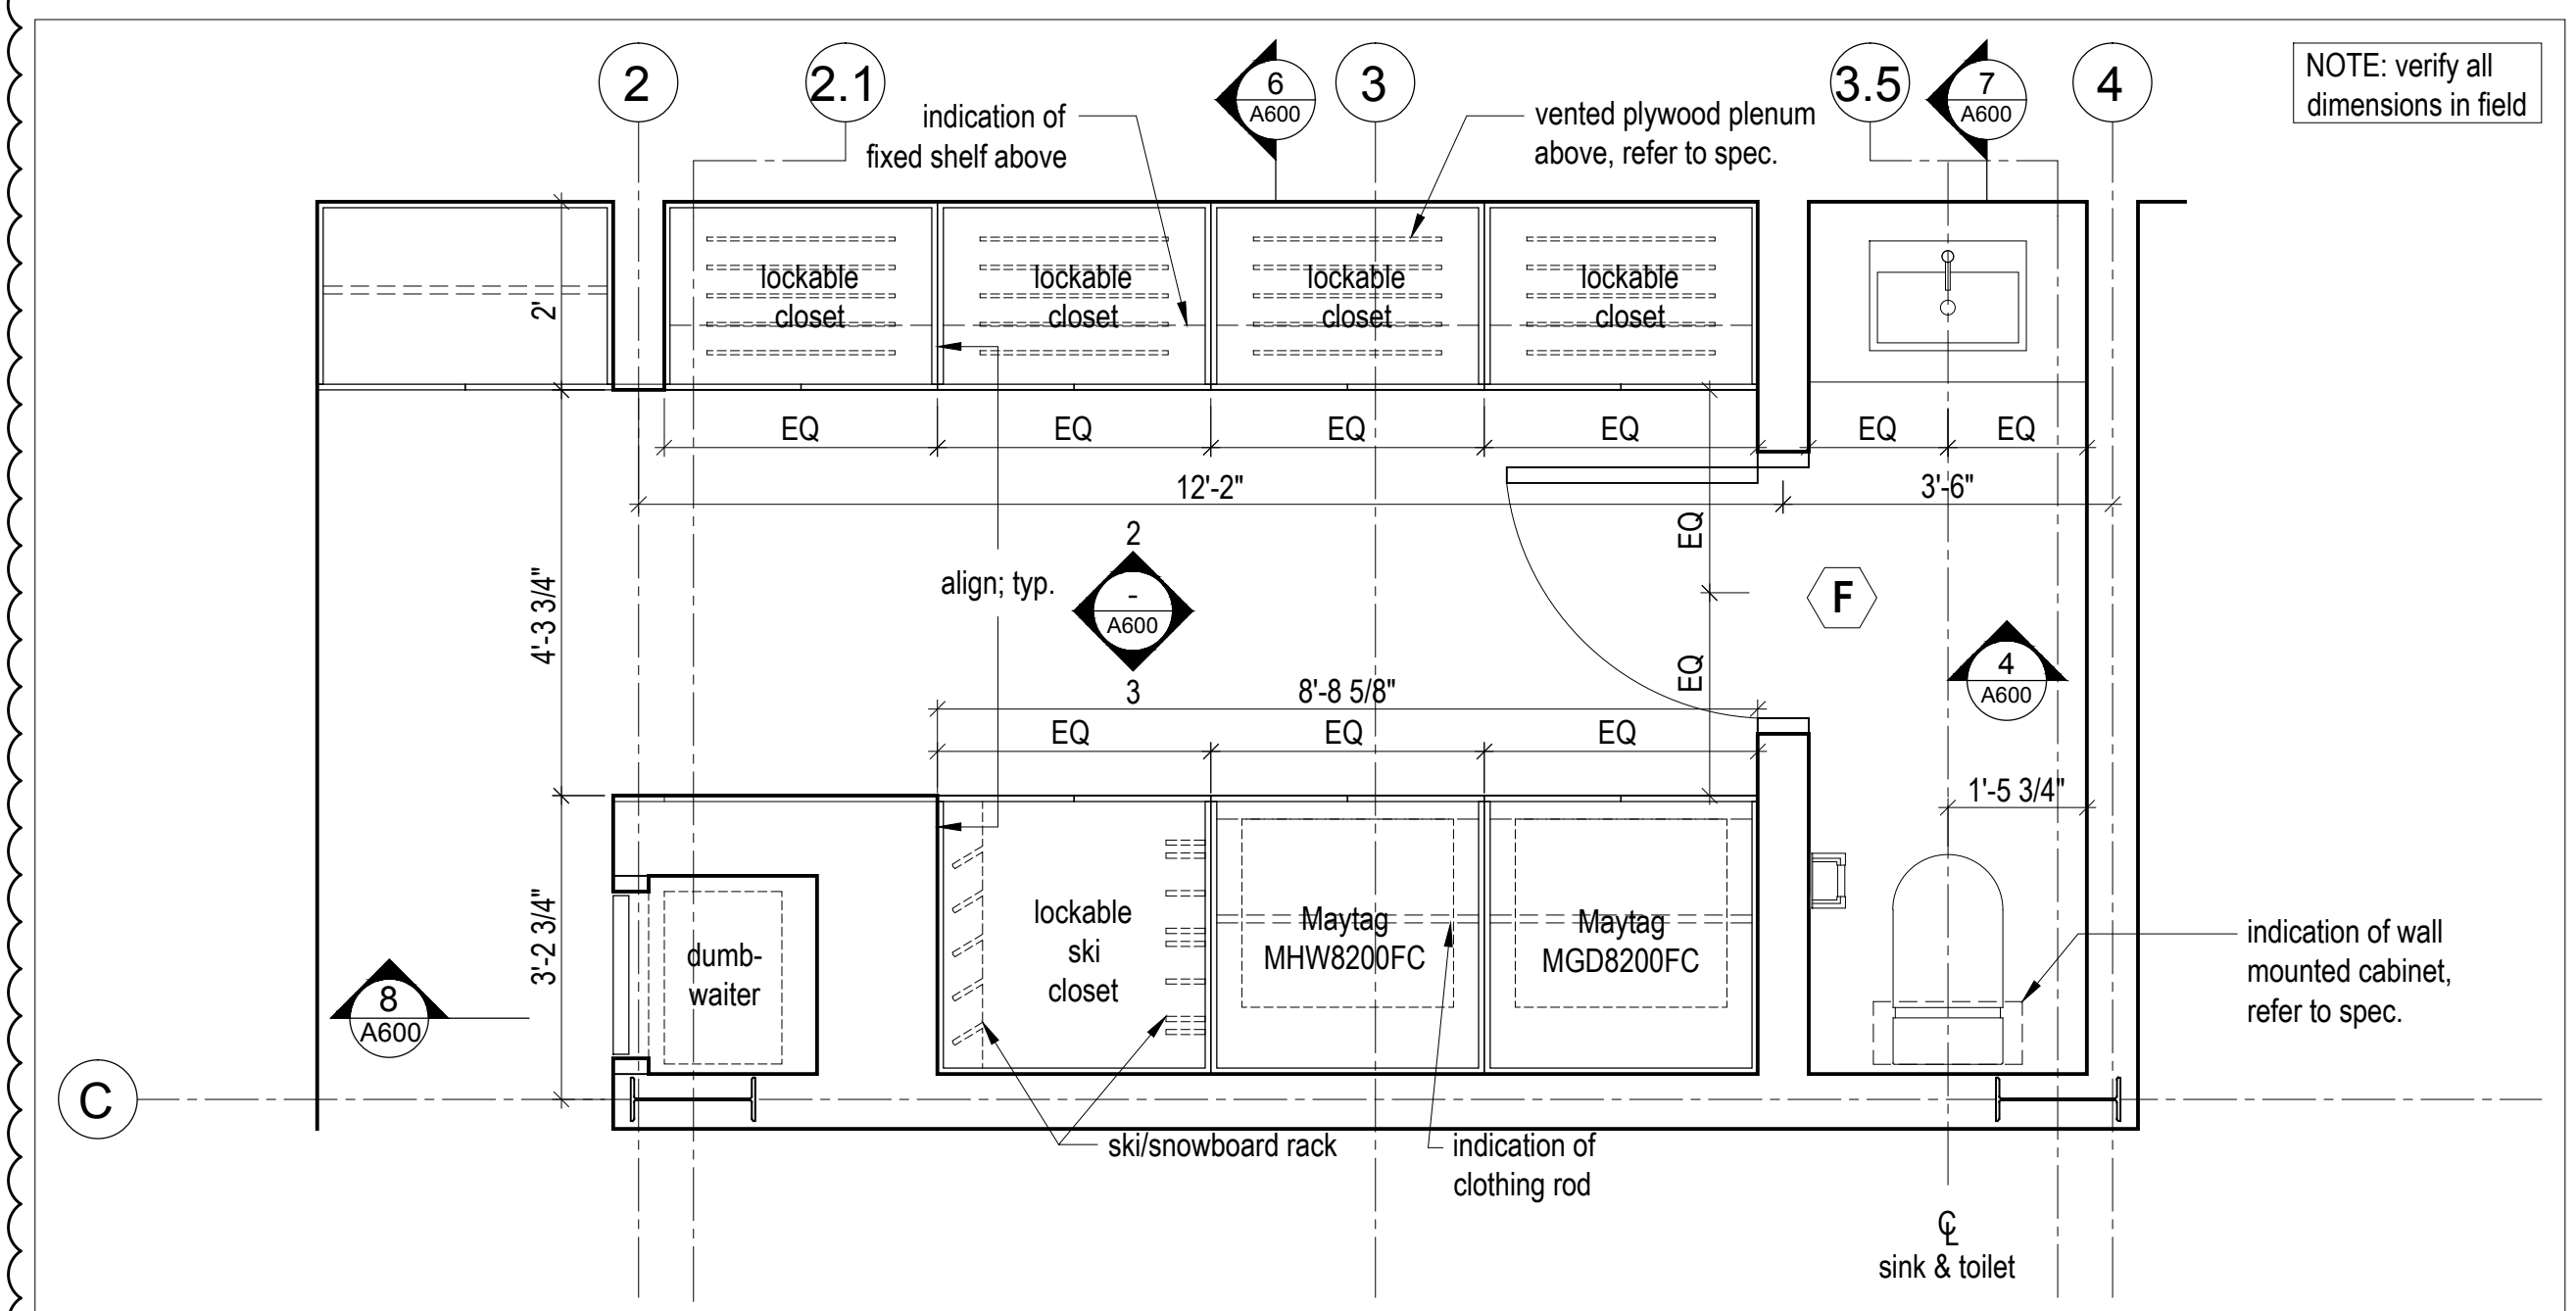 2
2.1
6
A600
3
3.5
7
A600
4
NOTE: verify all
dimensions in field
indication of
fixed shelf above
vented plywood plenum
above, refer to spec.
2"
lockable
closet
lockable
closet
lockable
closet
lockable
closet
EQ
EQ
EQ
EQ
EQ
EQ
12'-2"
3'-6"
4'-3 3/4"
align; typ.
2
-
A600
3
EQ
EQ
F
4
A600
8'-8 5/8"
EQ
EQ
EQ
1'-5 3/4"
3'-2 3/4"
dumb-
waiter
lockable
ski
closet
Maytag
MHW8200FC
Maytag
MGD8200FC
indication of wall
mounted cabinet,
refer to spec.
8
A600
C
ski/snowboard rack
indication of
clothing rod
℄
sink & toilet